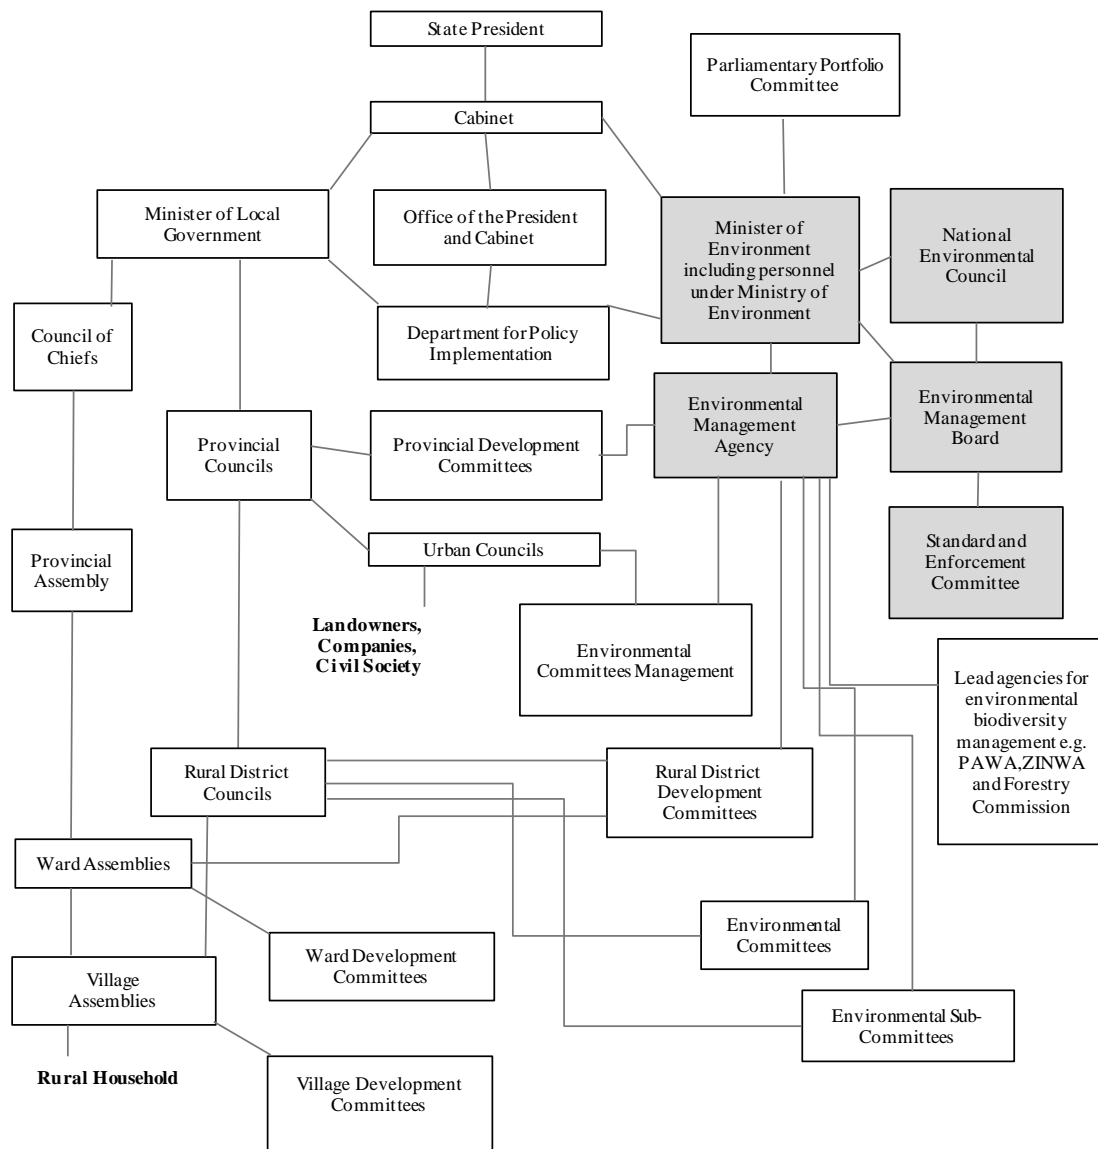 State President
Parliamentary Portfolio
Committee
Cabinet
Minister of Local
Government
Office of the President
and Cabinet
Minister of
Environment
including personnel
under Ministry of
Environment
National
Environmental
Council
Council of
Chiefs
Department for Policy
Implementation
Environmental
Management
Agency
Environmental
Management
Board
Provincial
Councils
Provincial Development
Committees
Provincial
Assembly
Urban Councils
Standard and
Enforcement
Committee
Landowners,
Companies,
Civil Society
Environmental
Committees Management
Lead agencies for
environmental
biodiversity
management e.g.
PAWA,ZINWA
and Forestry
Commission
Rural District
Councils
Rural District
Development
Committees
Ward Assemblies
Environmental
Committees
Ward Development
Committees
Village
Assemblies
Environmental Sub-
Committees
Rural Household
Village Development
Committees